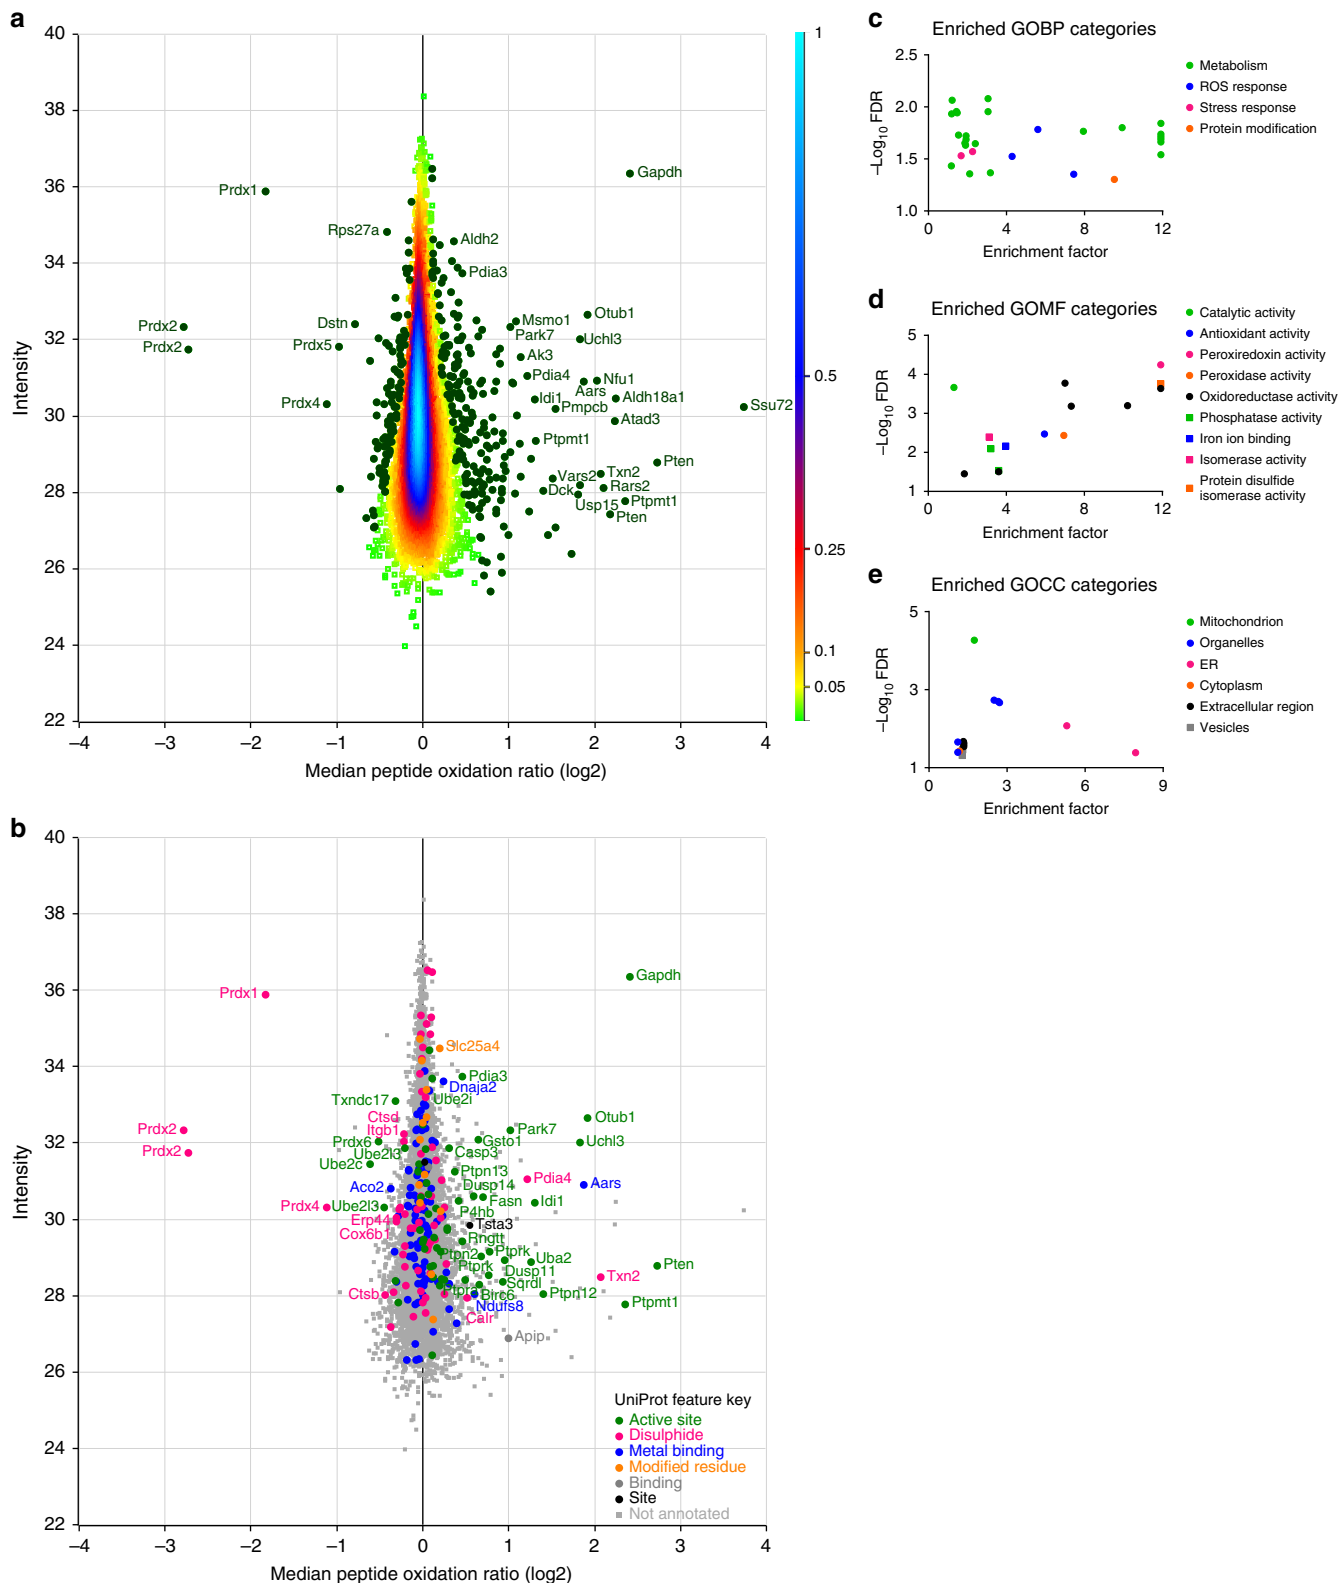 a
40
38
36
34
32
30
28
26
24
22
Intensity
−4
−3
−2
−1
0
1
2
3
4
Median peptide oxidation ratio (log2)
Gapdh
Prdx1
Rps27a
Aldh2
Pdia3
Prdx2
Prdx2
Dstn
Prdx5
Prdx4
Msmo1
Otub1
Park7
Uchl3
Ak3
Pdia4
Nfu1
Aars
Idi1
Aldh18a1
Pmpcb
Ssu72
Atad3
Ptpmt1
Pten
Vars2
Txn2
Dck
Rars2
Usp15
Ptpmt1
Pten
1
0.5
0.25
0.1
0.05
b
40
38
36
34
32
30
28
26
24
22
Intensity
−4
−3
−2
−1
0
1
2
3
4
Median peptide oxidation ratio (log2)
Gapdh
Prdx1
Slc25a4
Pdia3
Dnaja2
Txndc17
Ube2i
Ctsd
Otub1
Prdx2
Itgb1
Park7
Prdx6
Gsto1
Uchl3
Prdx2
Ube2l3
Casp3
Ube2c
Ptpn13
Pdia4
Aco2
Dusp14
Aars
Prdx4
Ube2l3
Fasn
Idi1
P4hb
Erp44
Tsta3
Cox6b1
Rngtt
Ptpn2
Ptprk
Uba2
Ptprk
Dusp11
Pten
Sqrdl
Txn2
Ctsb
Ptpra
Birc6
Ptpn12
Ndufs8
Ptpmt1
Calr
Apip
UniProt feature key
Active site
Disulphide
Metal binding
Modified residue
Binding
Site
Not annotated
c
Enriched GOBP categories
2.5
2.0
1.5
1.0
−Log10 FDR
0
4
8
12
Enrichment factor
Metabolism
ROS response
Stress response
Protein modification
d
Enriched GOMF categories
5
4
3
2
1
−Log10 FDR
0
4
8
12
Enrichment factor
Catalytic activity
Antioxidant activity
Peroxiredoxin activity
Peroxidase activity
Oxidoreductase activity
Phosphatase activity
Iron ion binding
Isomerase activity
Protein disulfide
isomerase activity
e
Enriched GOCC categories
5
3
1
−Log10 FDR
0
3
6
9
Enrichment factor
Mitochondrion
Organelles
ER
Cytoplasm
Extracellular region
Vesicles